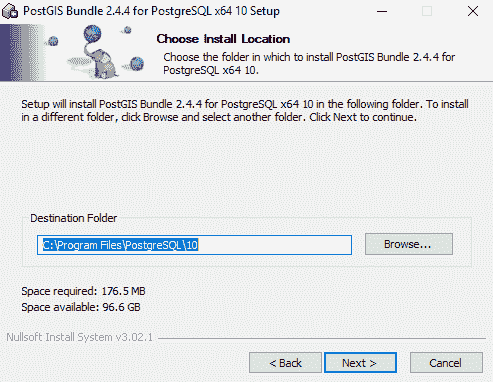 PostGIS Bundle 2.4.4 for PostgreSQL x64 10 Setup
Choose Install Location
Choose the folder in which to install PostGIS Bundle 2.4.4 for
PostgreSQL x64 10.
Setup will install PostGIS Bundle 2.4.4 for PostgreSQL x64 10 in the following folder. To install
in a different folder, click Browse and select another folder. Click Next to continue.
Destination Folder
C:\Program Files\PostgreSQL\10
Browse...
Space required: 176.5 MB
Space available: 96.6 GB
Nullsoft Install System v3.02.1
< Back
Next >
Cancel